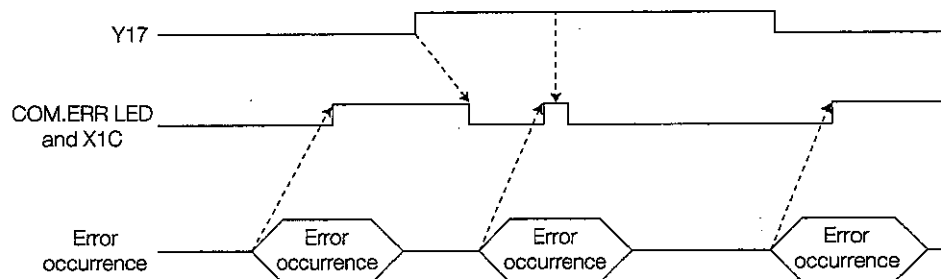 Y17
COM.ERR LED
and X1C
Error
occurrence
Error
occurrence
Error
occurrence
Error
occurrence